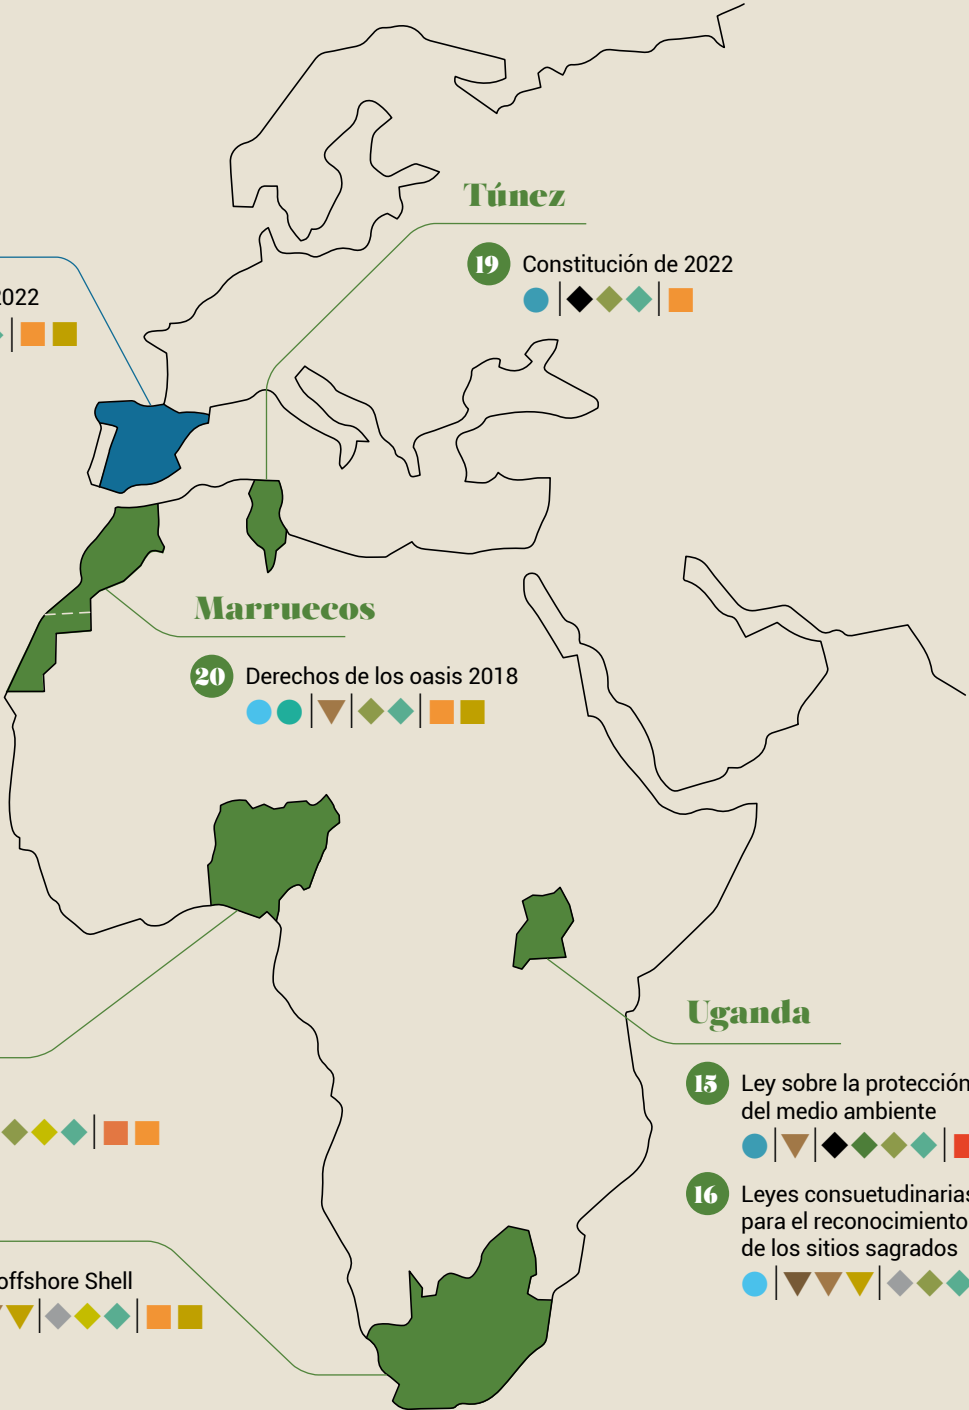 Túnez
19 Constitución de 2022
2022
Marruecos
20 Derechos de los oasis 2018
Uganda
15 Ley sobre la protección
del medio ambiente
16 Leyes consuetudinarias
para el reconocimiento
de los sitios sagrados
offshore Shell